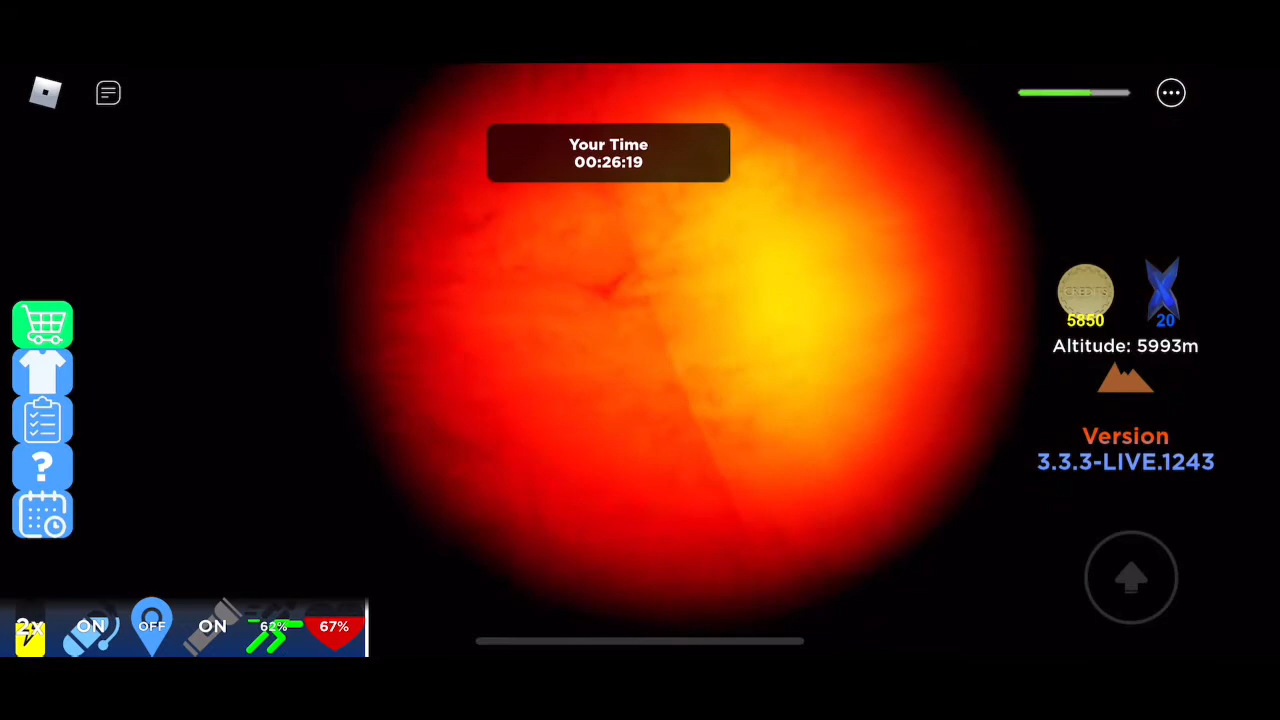 Your Time
00:26:19
CREDITS
5850
20
Altitude: 5993m
Version
3.3.3-LIVE.1243
?
2x
ON
OFF
ON
62%
67%